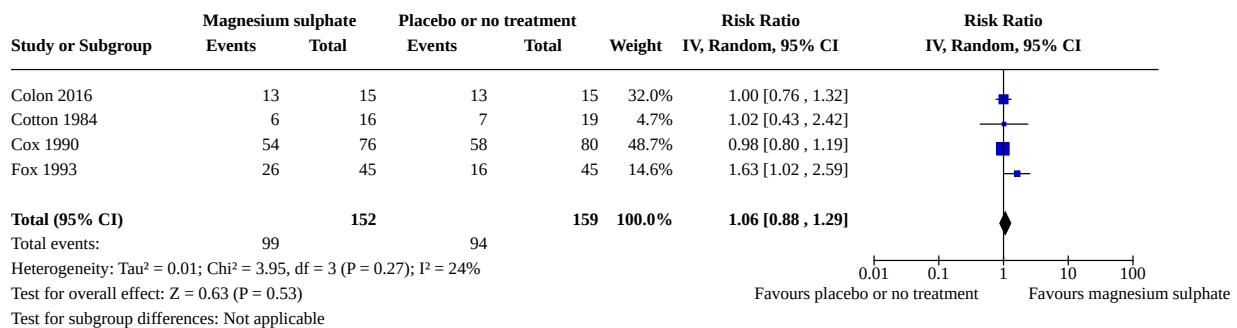 Magnesium sulphate Placebo or no treatment Risk Ratio Risk Ratio
Study or Subgroup Events Total Events Total Weight IV, Random, 95% CI IV, Random, 95% CI
Colon 2016 13 15 13 15 32.0% 1.00 [0.76 , 1.32]
Cotton 1984 6 16 7 19 4.7% 1.02 [0.43 , 2.42]
Cox 1990 54 76 58 80 48.7% 0.98 [0.80 , 1.19]
Fox 1993 26 45 16 45 14.6% 1.63 [1.02 , 2.59]
Total (95% CI) 152 159 100.0% 1.06 [0.88 , 1.29]
Total events: 99 94
Heterogeneity: Tau² = 0.01; Chi² = 3.95, df = 3 (P = 0.27); I² = 24%
0.01 0.1 1 10 100
Test for overall effect: Z = 0.63 (P = 0.53) Favours placebo or no treatment Favours magnesium sulphate
Test for subgroup differences: Not applicable